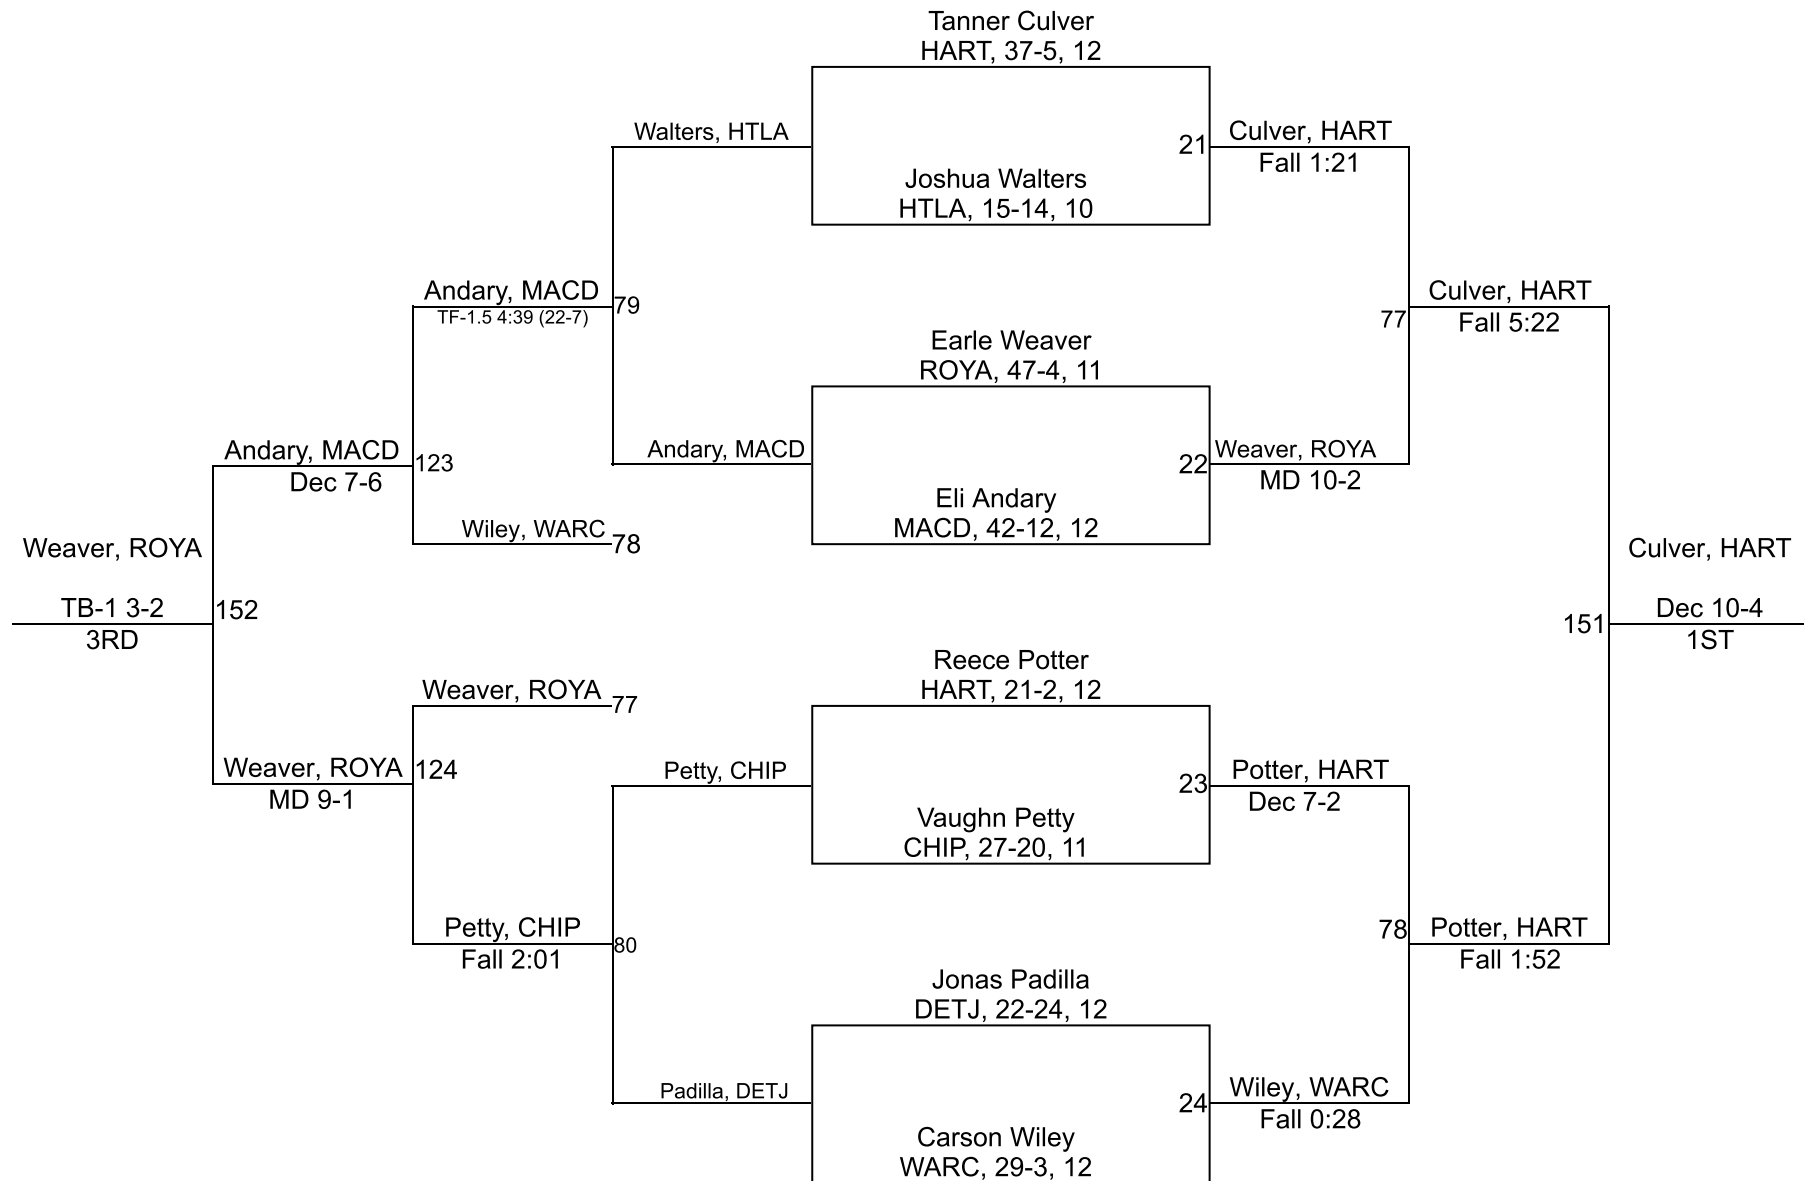 Tanner Culver
HART, 37-5, 12
Walters, HTLA
21
Culver, HART
Fall 1:21
Joshua Walters
HTLA, 15-14, 10
Andary, MACD
TF-1.5 4:39 (22-7)
79
77
Culver, HART
Fall 5:22
Earle Weaver
ROYA, 47-4, 11
Andary, MACD
Dec 7-6
123
Andary, MACD
22
Weaver, ROYA
MD 10-2
Eli Andary
MACD, 42-12, 12
Wiley, WARC
78
Weaver, ROYA
TB-1 3-2
3RD
152
Culver, HART
151
Dec 10-4
1ST
Reece Potter
HART, 21-2, 12
Weaver, ROYA
77
Weaver, ROYA
MD 9-1
124
Petty, CHIP
23
Potter, HART
Dec 7-2
Vaughn Petty
CHIP, 27-20, 11
Petty, CHIP
Fall 2:01
80
78
Potter, HART
Fall 1:52
Jonas Padilla
DETJ, 22-24, 12
Padilla, DETJ
24
Wiley, WARC
Fall 0:28
Carson Wiley
WARC, 29-3, 12